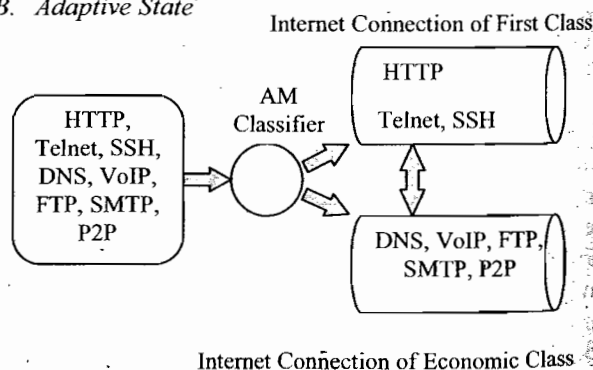 B. Adaptive State
Internet Connection of First Class
HTTP,
Telnet, SSH,
DNS, VoIP,
FTP, SMTP,
P2P
AM
Classifier
HTTP
Telnet, SSH
DNS, VoIP, FTP,
SMTP, P2P
Internet Connection of Economic Class